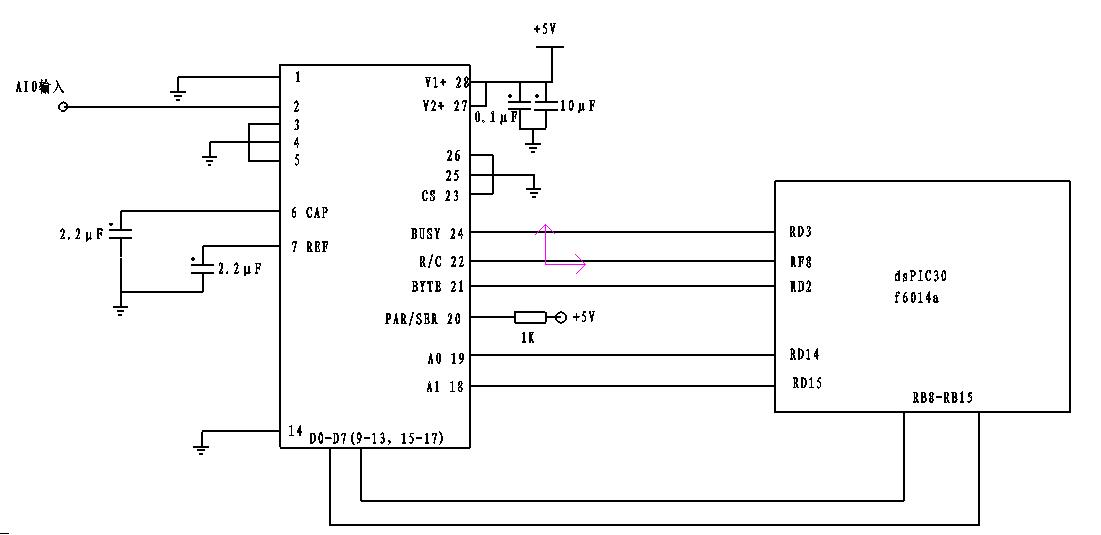 +5V
AI0输入
1
V1+ 28
2
V2+ 27
0.1μF
10μF
3
4
5
26
25
CS 23
6 CAP
2.2μF
7 REF
2.2μF
BUSY 24
R/C 22
BYTE 21
PAR/SER 20
+5V
1K
A0 19
A1 18
14
D0-D7(9-13, 15-17)
RD3
RF8
RD2
dsPIC30
f6014a
RD14
RD15
RB8-RB15